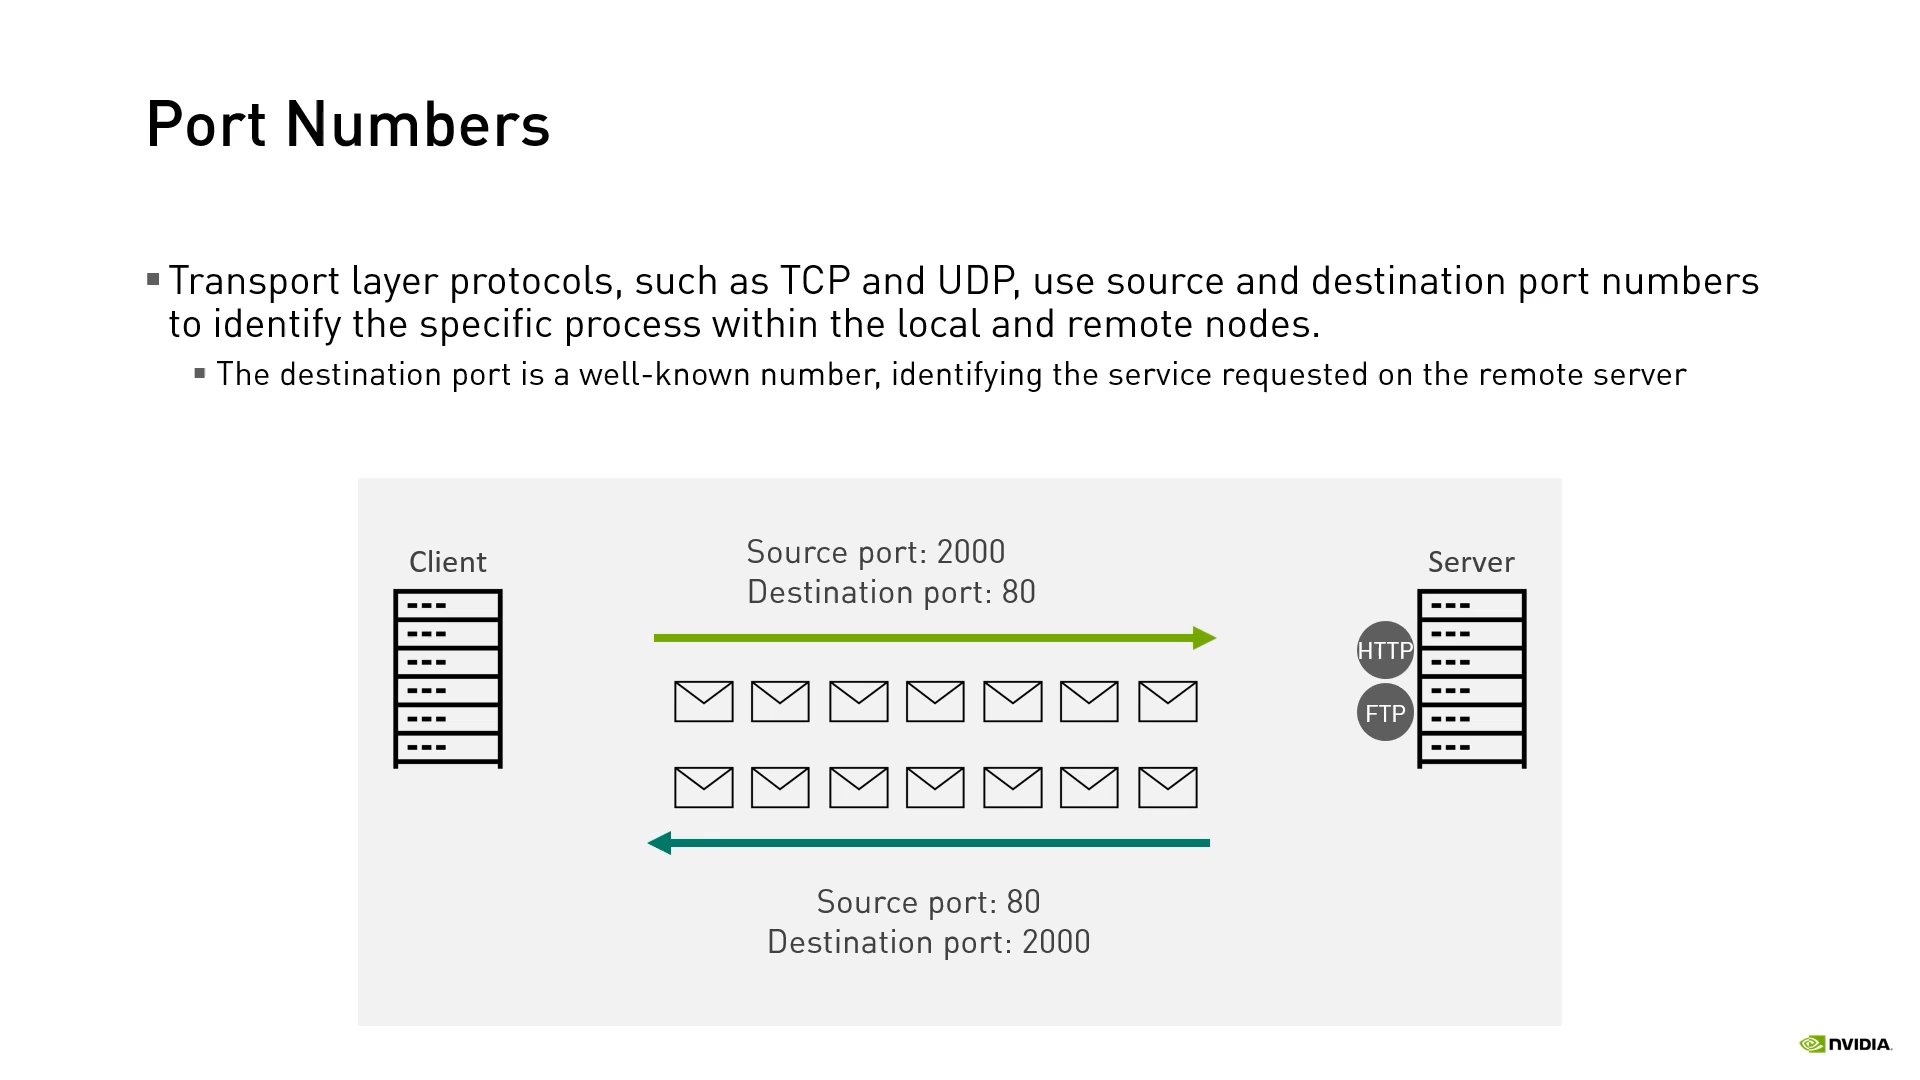 Port Numbers
Transport layer protocols, such as TCP and UDP, use source and destination port numbers
to identify the specific process within the local and remote nodes.
The destination port is a well-known number, identifying the service requested on the remote server
Source port: 2000
Destination port: 80
Client
Server
HTTP
FTP
Source port: 80
Destination port: 2000
NVIDIA.